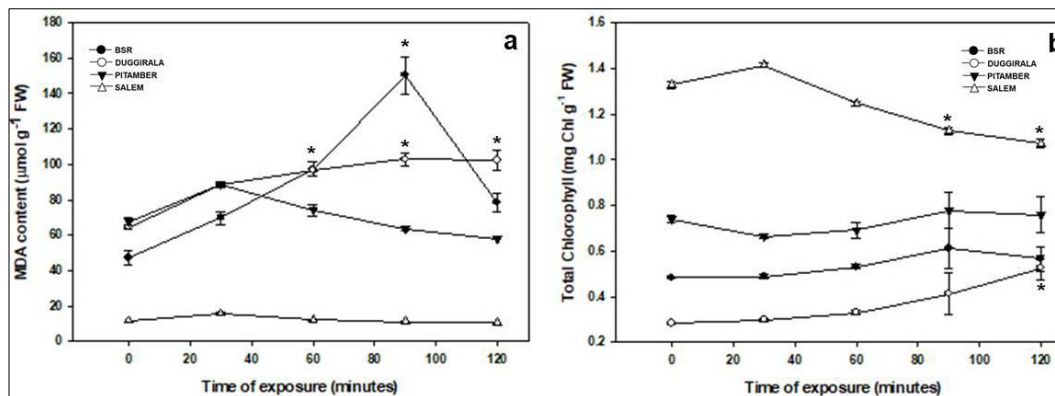 a
MDA content (μmol g-1 FW)
180
160
140
120
100
80
60
40
20
0
BSR
DUGGIRALA
PITAMBER
SALEM
*
*
*
*
0 20 40 60 80 100 120
Time of exposure (minutes)
b
Total Chlorophyll (mg Chl g-1 FW)
1.6
1.4
1.2
1.0
0.8
0.6
0.4
0.2
BSR
DUGGIRALA
PITAMBER
SALEM
*
*
*
0 20 40 60 80 100 120
Time of exposure (minutes)